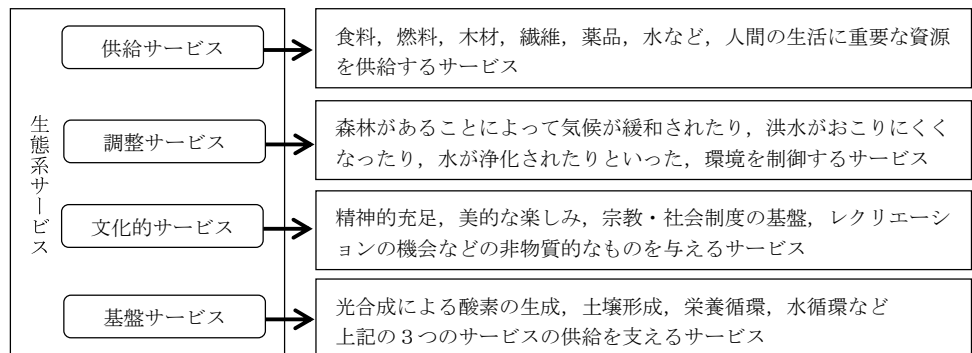 生態系サービス
供給サービス
食料，燃料，木材，繊維，薬品，水など，人間の生活に重要な資源
を供給するサービス
調整サービス
森林があることによって気候が緩和されたり，洪水がおこりにくく
なったり，水が浄化されたりといった，環境を制御するサービス
文化的サービス
精神的充足，美的な楽しみ，宗教・社会制度の基盤，レクリエーシ
ョンの機会などの非物質的なものを与えるサービス
基盤サービス
光合成による酸素の生成，土壌形成，栄養循環，水循環など
上記の３つのサービスの供給を支えるサービス